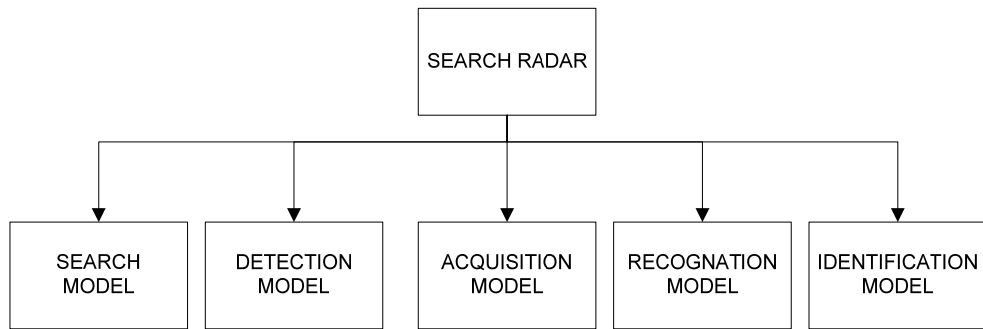 SEARCH RADAR
SEARCH
MODEL
DETECTION
MODEL
ACQUISITION
MODEL
RECOGNATION
MODEL
IDENTIFICATION
MODEL